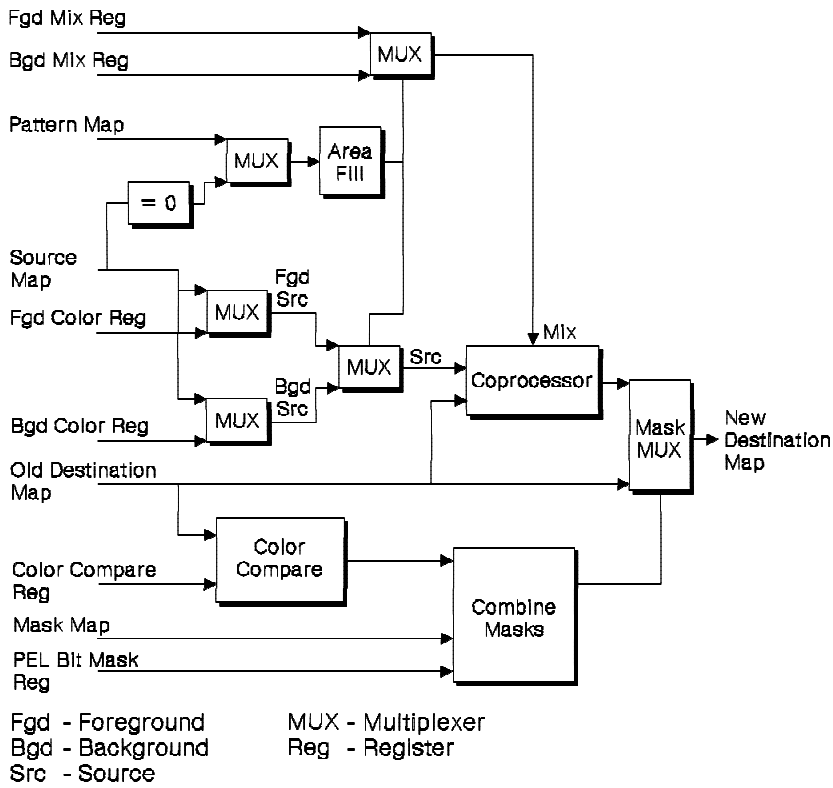 Fgd Mix Reg
Bgd Mix Reg
MUX
Pattern Map
MUX
Area
Fill
= 0
Source
Map
Fgd
Src
MUX
Fgd Color Reg
Mix
MUX
Src
Coprocessor
Bgd
Src
MUX
Bgd Color Reg
Mask
MUX
New
Destination
Map
Old Destination
Map
Color
Compare
Color Compare
Reg
Combine
Masks
Mask Map
PEL Bit Mask
Reg
Fgd - Foreground
MUX - Multiplexer
Bgd - Background
Reg - Register
Src - Source